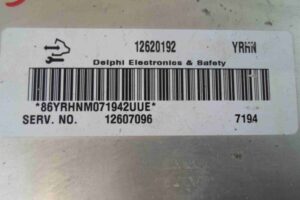 12620192 YRHN
Delphi Electronics & Safety
*86YRHNM071942UUE*
SERV. NO. 12607096 7194